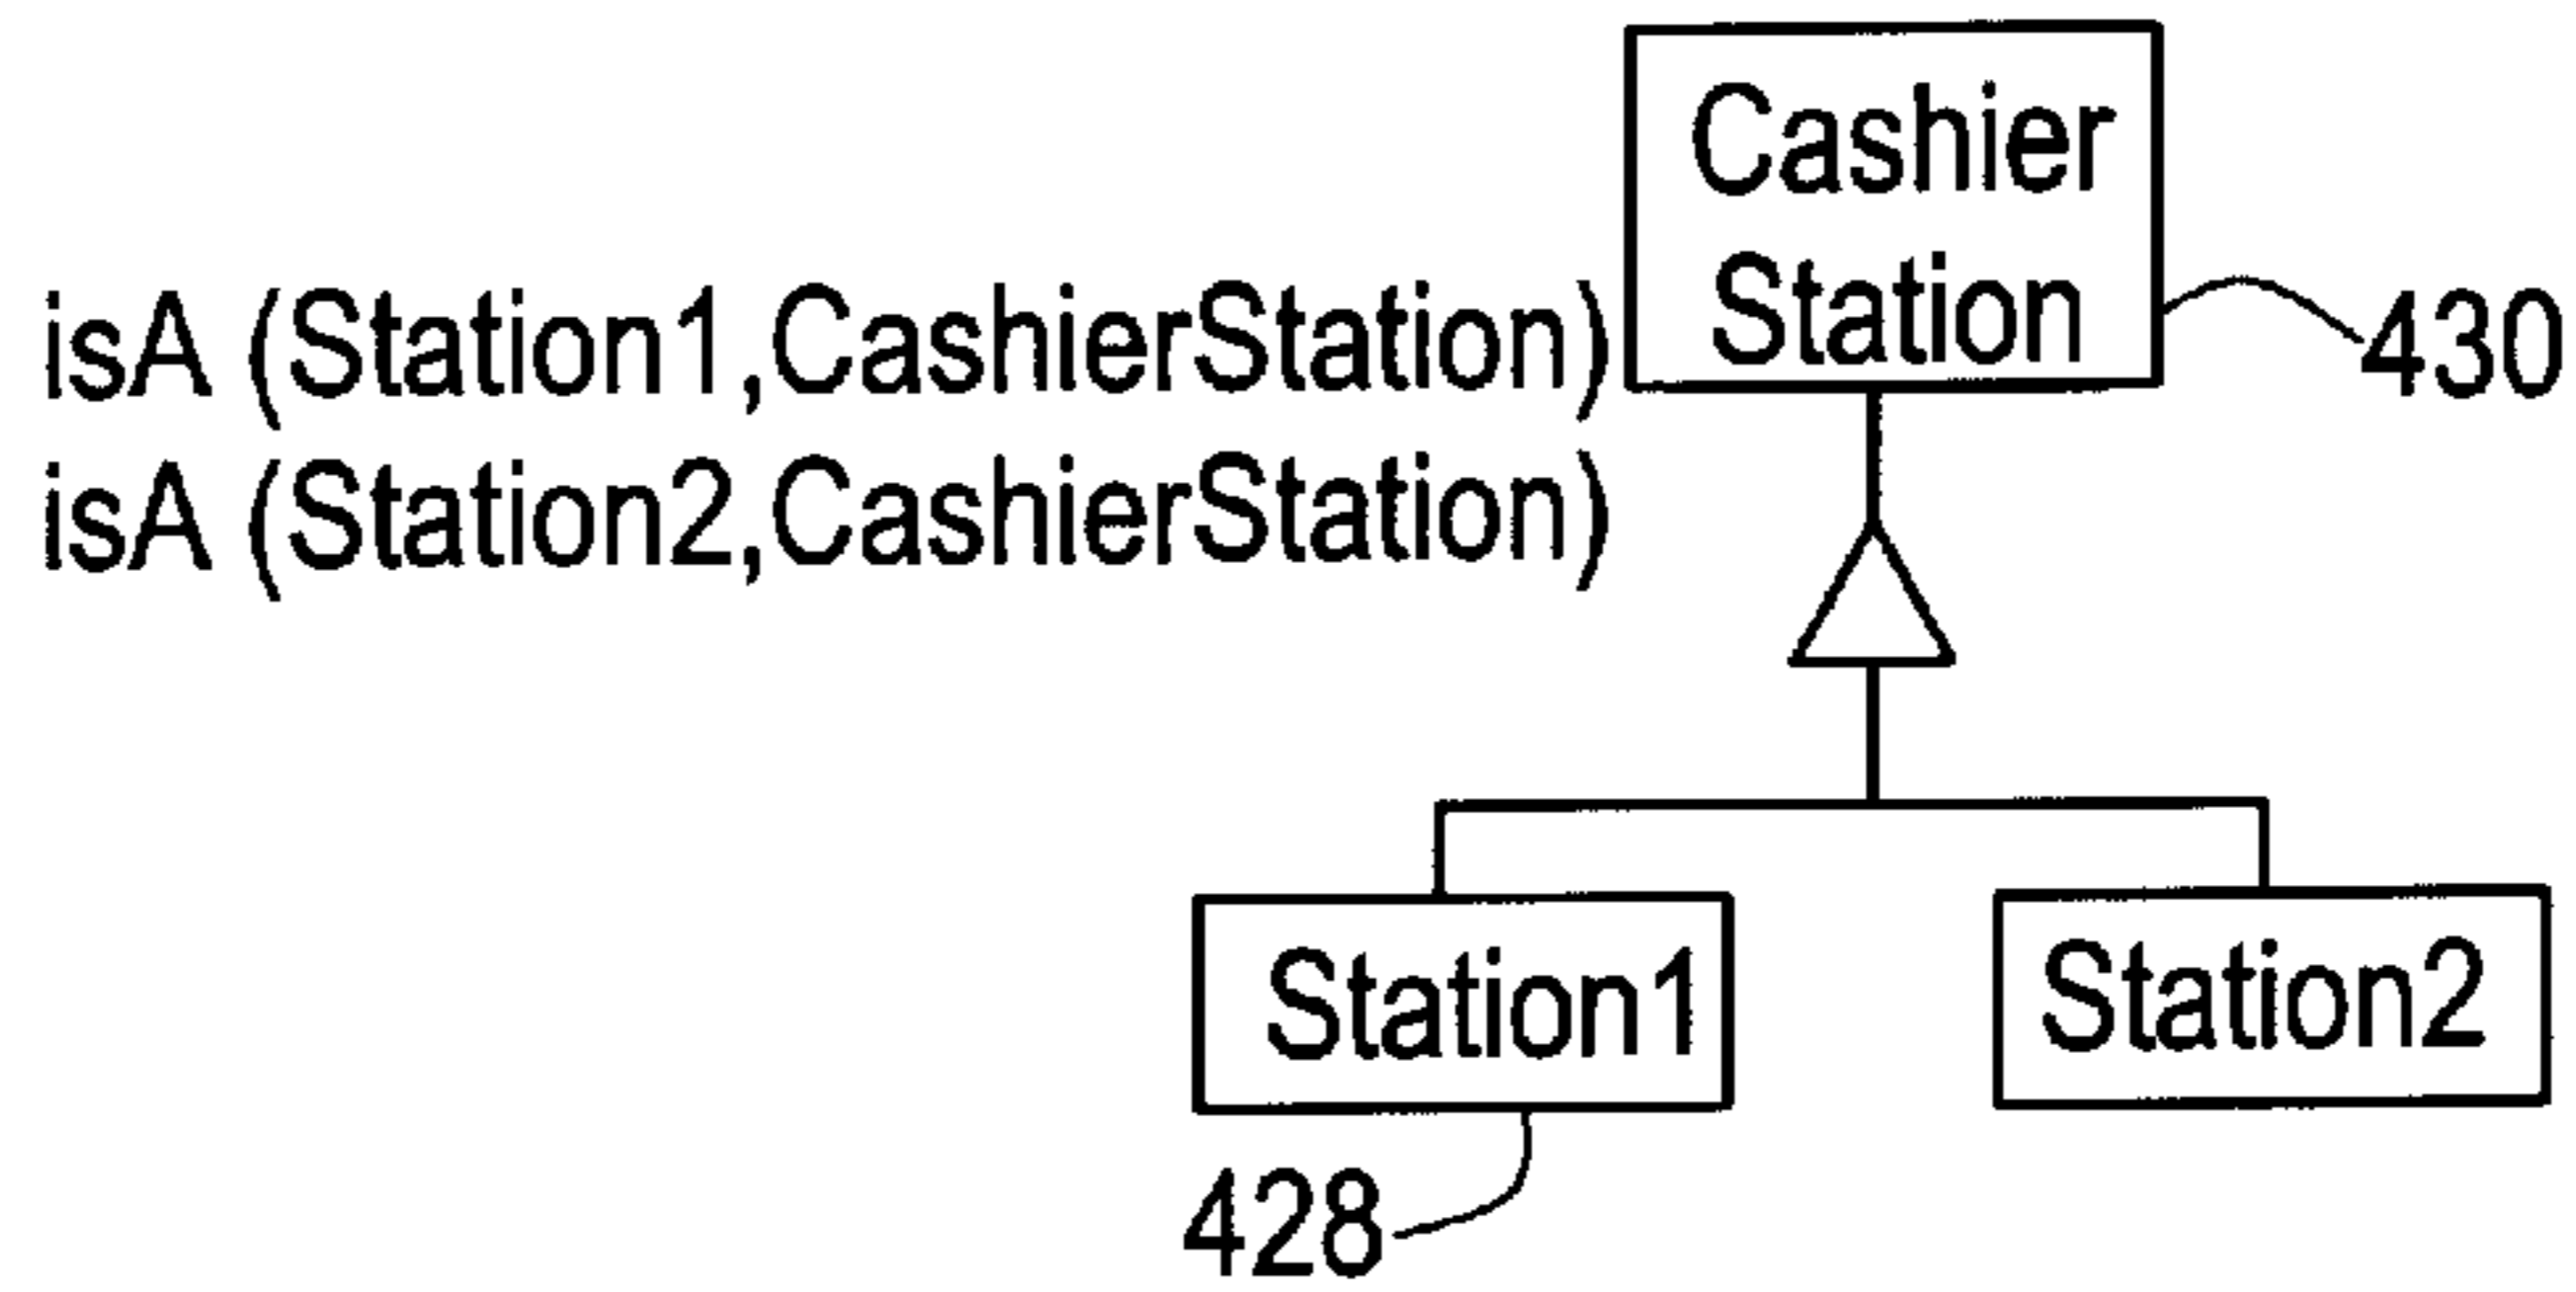 Cashier
Station
430
isA (Station1,CashierStation)
isA (Station2,CashierStation)
Station1
Station2
428